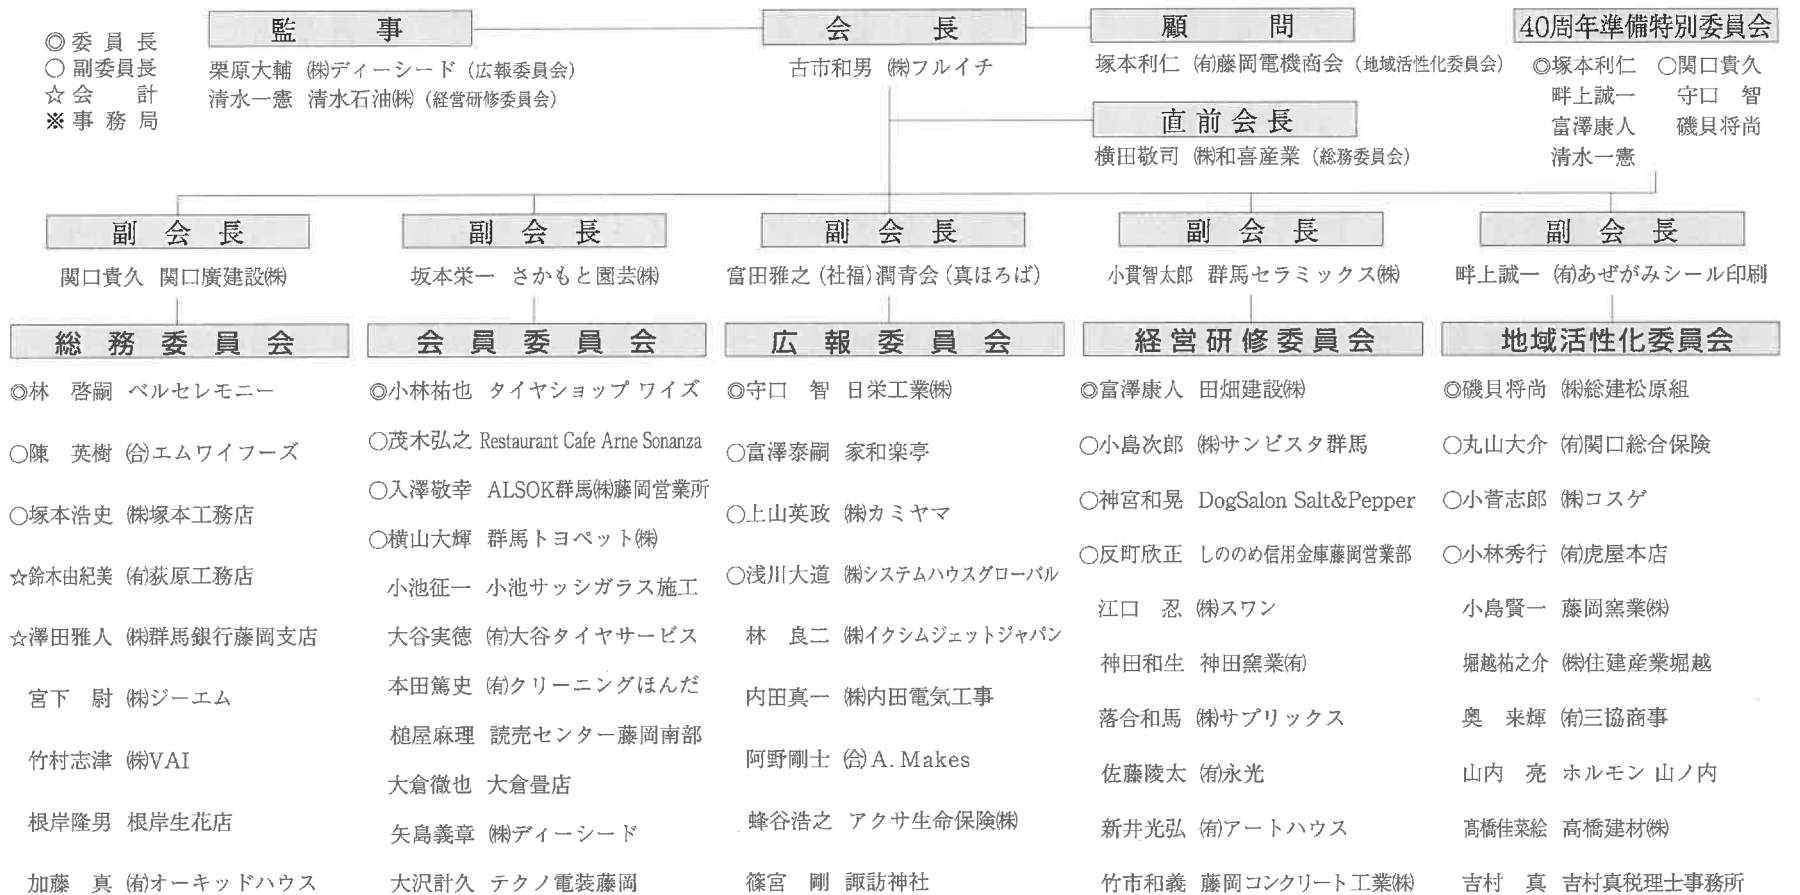 ◎委員長
○副委員長
☆会　計
※事務局
監　事
栗原大輔 ㈱ディーシード（広報委員会）
清水一憲 清水石油㈱（経営研修委員会）
会　長
古市和男 ㈱フルイチ
顧　問
塚本利仁 ㈲藤岡電機商会（地域活性化委員会）
直前会長
横田敬司 ㈱和喜産業（総務委員会）
40周年準備特別委員会
◎塚本利仁 ○関口貴久
畔上誠一 守口　智
富澤康人 磯貝将尚
清水一憲
副　会　長
関口貴久 関口廣建設㈱
総務委員会
◎林　啓嗣 ベルセレモニー
○陳　英樹 ㈾エムワイフーズ
○塚本浩史 ㈱塚本工務店
☆鈴木由紀美 ㈲荻原工務店
☆澤田雅人 ㈱群馬銀行藤岡支店
宮下　尉 ㈱ジーエム
竹村志津 ㈱VAI
根岸隆男 根岸生花店
加藤　真 ㈲オーキッドハウス
副　会　長
坂本栄一 さかもと園芸㈱
会員委員会
◎小林祐也 タイヤショップ ワイズ
○茂木弘之 Restaurant Cafe Arne Sonanza
○入澤敬幸 ALSOK群馬㈱藤岡営業所
○横山大輝 群馬トヨペット㈱
小池征一 小池サッシガラス施工
大谷実徳 ㈲大谷タイヤサービス
本田篤史 ㈲クリーニングほんだ
槌屋麻理 読売センター藤岡南部
大倉徹也 大倉畳店
矢島義章 ㈱ディーシード
大沢計久 テクノ電装藤岡
副　会　長
富田雅之（社福）潤青会（真ほろば）
広報委員会
◎守口　智 日栄工業㈱
○富澤泰嗣 家和楽亭
○上山英政 ㈱カミヤマ
○浅川大道 ㈱システムハウスグローバル
林　良二 ㈱イクシムジェットジャパン
内田真一 ㈱内田電気工事
阿野剛士 (合)A. Makes
蜂谷浩之 アクサ生命保険㈱
篠宮　剛 諏訪神社
副　会　長
小貫智太郎 群馬セラミックス㈱
経営研修委員会
◎富澤康人 田畑建設㈱
○小島次郎 ㈱サンビスタ群馬
○神宮和晃 DogSalon Salt&Pepper
○反町欣正 しののめ信用金庫藤岡営業部
江口　忍 ㈱スワン
神田和生 神田窯業㈲
落合和馬 ㈱サプリックス
佐藤陵太 ㈲永光
新井光弘 ㈲アートハウス
竹市和義 藤岡コンクリート工業㈱
副　会　長
畔上誠一 ㈲あぜがみシール印刷
地域活性化委員会
◎磯貝将尚 ㈱総建松原組
○丸山大介 ㈲関口総合保険
○小菅志郎 ㈱コスゲ
○小林秀行 ㈲虎屋本店
小島賢一 藤岡窯業㈱
堀越祐之介 ㈱住建産業堀越
奥　来輝 ㈲三協商事
山内　亮 ホルモン 山ノ内
髙橋佳菜絵 高橋建材㈱
吉村　真 吉村真税理士事務所